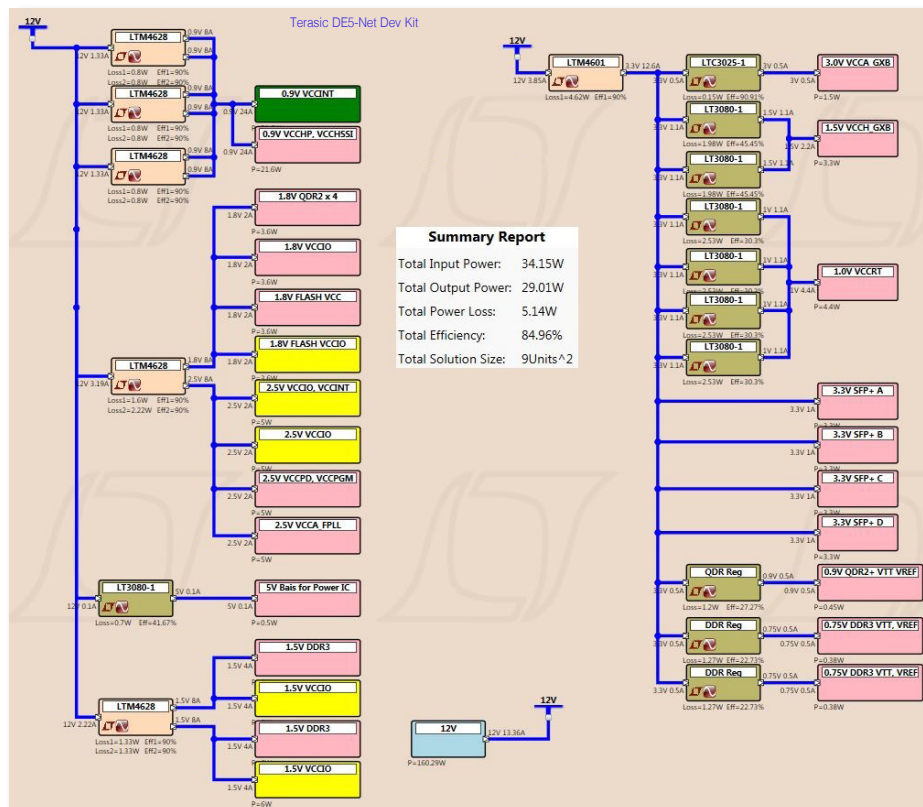 Terasic DE5-Net Dev Kit
12V
LTM4628
0.9V 8A
0.9V 8A
12V 1.33A
Loss1=0.8W Eff1=90%
Loss2=0.8W Eff2=90%
LTM4628
0.9V 8A
0.9V 8A
12V 1.33A
Loss1=0.8W Eff1=90%
Loss2=0.8W Eff2=90%
LTM4628
0.9V 8A
0.9V 8A
12V 1.33A
Loss1=0.8W Eff1=90%
Loss2=0.8W Eff2=90%
0.9V VCCINT
0.9V 24A
0.9V VCCHP, VCCHSSI
0.9V 24A
P=21.6W
1.8V QDR2 x 4
1.8V 2A
P=3.6W
1.8V VCCIO
1.8V 2A
P=3.6W
1.8V FLASH VCC
1.8V 2A
P=3.6W
1.8V FLASH VCCIO
1.8V 2A
P=3.6W
LTM4628
1.8V 8A
2.5V 8A
12V 3.19A
Loss1=1.6W Eff1=90%
Loss2=2.22W Eff2=90%
2.5V VCCIO, VCCINT
2.5V 2A
P=5W
2.5V VCCIO
2.5V 2A
P=5W
2.5V VCCPD, VCCPGM
2.5V 2A
P=5W
2.5V VCCA_FPLL
2.5V 2A
P=5W
LT3080-1
5V 0.1A
12V 0.1A
Loss=0.7W Eff=41.67%
5V Bais for Power IC
5V 0.1A
P=0.5W
LTM4628
1.5V 8A
1.5V 8A
12V 2.22A
Loss1=1.33W Eff1=90%
Loss2=1.33W Eff2=90%
1.5V DDR3
1.5V 4A
1.5V VCCIO
1.5V 4A
1.5V DDR3
1.5V 4A
1.5V VCCIO
1.5V 4A
P=6W
Summary Report
Total Input Power: 34.15W
Total Output Power: 29.01W
Total Power Loss: 5.14W
Total Efficiency: 84.96%
Total Solution Size: 9Units^2
12V
12V 13.36A
P=160.29W
12V
12V
LTM4601
3.3V 12.6A
12V 3.85A
Loss1=4.62W Eff1=90%
LTC3025-1
3V 0.5A
3.3V 0.5A
Loss=0.15W Eff=90.91%
3.0V VCCA GXB
3V 0.5A
P=1.5W
LT3080-1
1.5V 1.1A
3.3V 1.1A
Loss=1.98W Eff=45.45%
LT3080-1
1.5V 1.1A
3.3V 1.1A
Loss=1.98W Eff=45.45%
1.5V VCCH_GXB
1.5V 2.2A
P=3.3W
LT3080-1
1V 1.1A
3.3V 1.1A
Loss=2.53W Eff=30.3%
LT3080-1
1V 1.1A
3.3V 1.1A
Loss=2.53W Eff=30.3%
LT3080-1
1V 1.1A
3.3V 1.1A
Loss=2.53W Eff=30.3%
LT3080-1
1V 1.1A
3.3V 1.1A
Loss=2.53W Eff=30.3%
1.0V VCCRT
1V 4.4A
P=4.4W
3.3V SFP+ A
3.3V 1A
P=3.3W
3.3V SFP+ B
3.3V 1A
P=3.3W
3.3V SFP+ C
3.3V 1A
P=3.3W
3.3V SFP+ D
3.3V 1A
P=3.3W
QDR Reg
0.9V 0.5A
3.3V 0.5A
Loss=1.2W Eff=27.27%
0.9V QDR2+ VTT VREF
0.9V 0.5A
P=0.45W
DDR Reg
0.75V 0.5A
3.3V 0.5A
Loss=1.27W Eff=22.73%
0.75V DDR3 VTT, VREF
0.75V 0.5A
P=0.38W
DDR Reg
0.75V 0.5A
3.3V 0.5A
Loss=1.27W Eff=22.73%
0.75V DDR3 VTT, VREF
0.75V 0.5A
P=0.38W